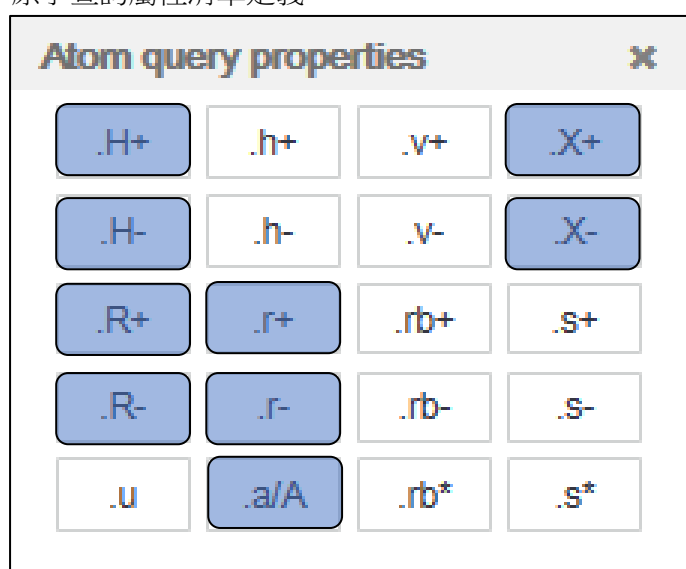 Atom query properties ×
.H+ .h+ .v+ .X+
.H- .h- .v- .X-
.R+ .r+ .rb+ .s+
.R- .r- .rb- .s-
.u .a/A .rb* .s*